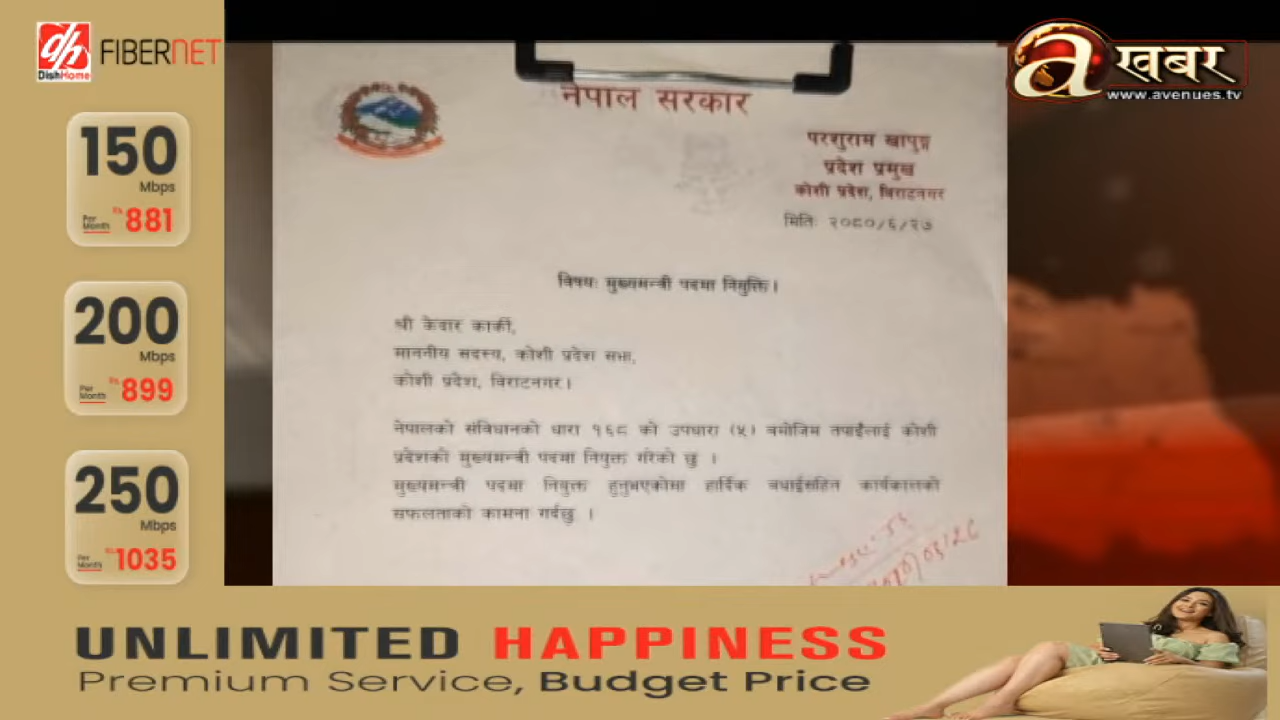 dh
DishHome
FIBERNET
150
Mbps
Per Month Rs 881
200
Mbps
Per Month Rs 899
250
Mbps
Per Month Rs 1035
a खबर
www.avenues.tv
नेपाल सरकार
परशुराम खापुङ्ग
प्रदेश प्रमुख
कोशी प्रदेश, विराटनगर
मितिः २०८०/६/२७
विषयः मुख्यमन्त्री पदमा नियुक्ति।
श्री केदार कार्की,
माननीय सदस्य, कोशी प्रदेश सभा,
कोशी प्रदेश, विराटनगर।
नेपालको संविधानको धारा १६८ को उपधारा (५) बमोजिम तपाईंलाई कोशी
प्रदेशको मुख्यमन्त्री पदमा नियुक्त गरेको छु ।
मुख्यमन्त्री पदमा नियुक्त हुनुभएकोमा हार्दिक बधाईसहित कार्यकालको
सफलताको कामना गर्दछु ।
UNLIMITED HAPPINESS
Premium Service, Budget Price